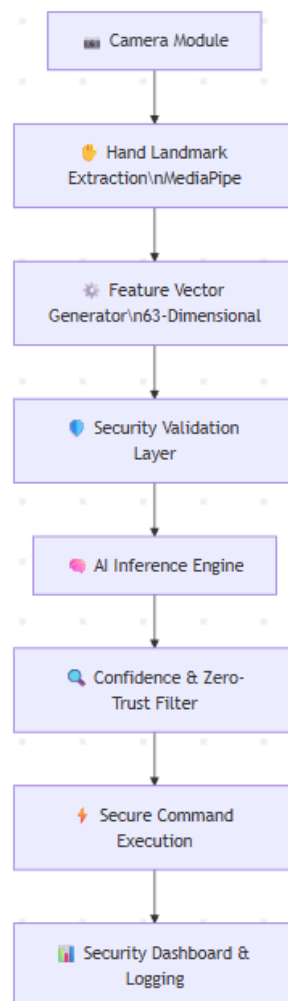 📷 Camera Module
✋ Hand Landmark
Extraction\nMediaPipe
⚙️ Feature Vector
Generator\n63-Dimensional
🛡️ Security Validation
Layer
🧠 AI Inference Engine
🔍 Confidence & Zero-
Trust Filter
⚡ Secure Command
Execution
📊 Security Dashboard &
Logging